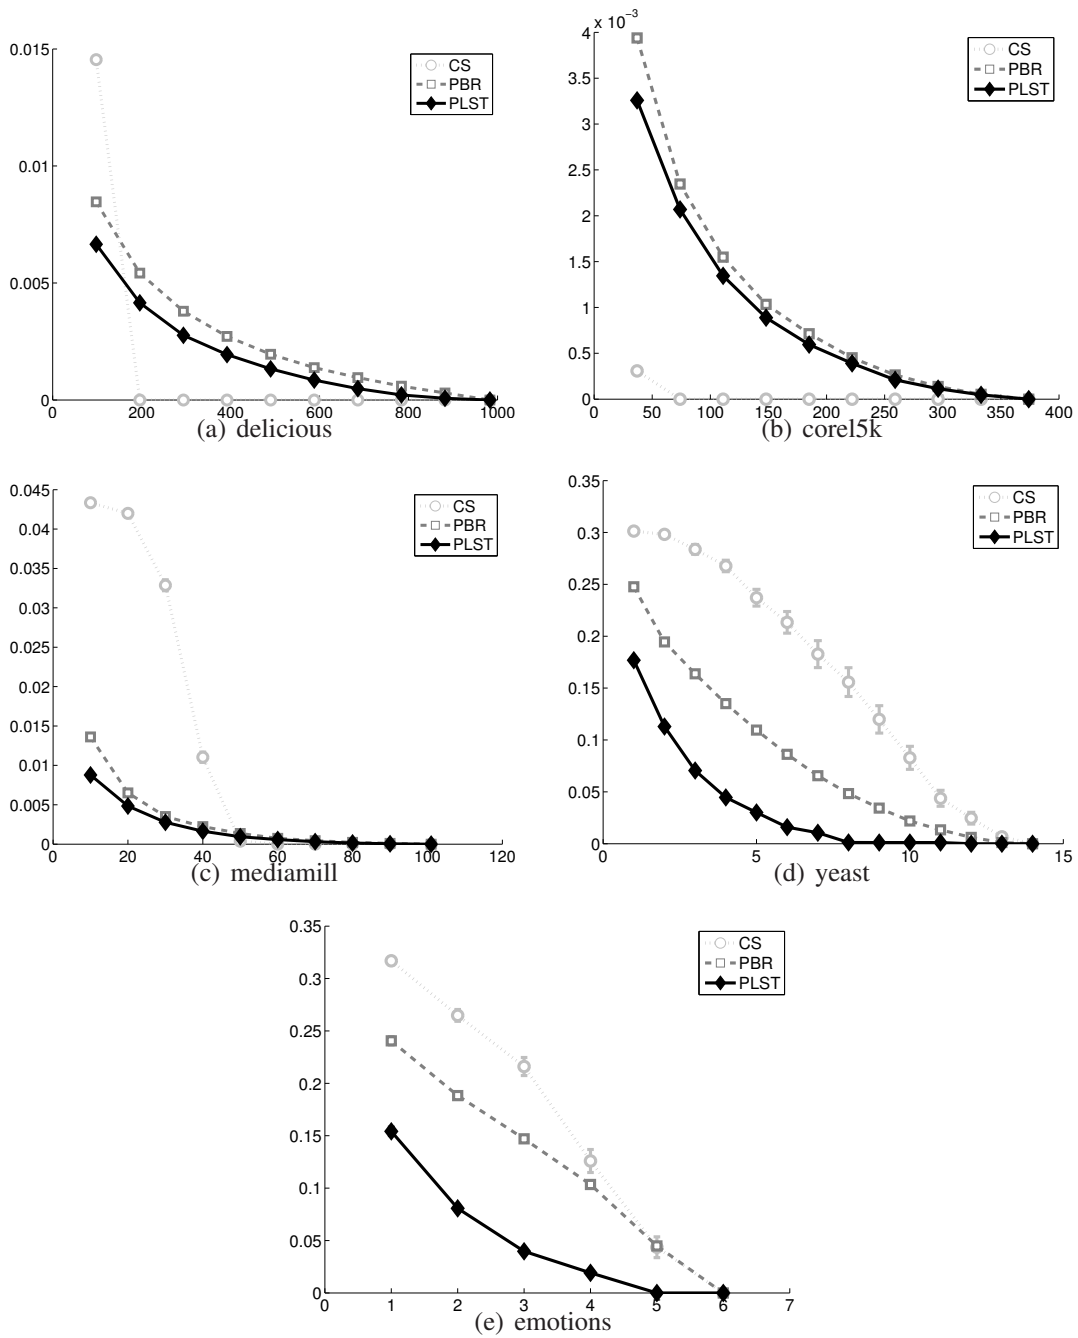 0.015
0.01
0.005
0
0 200 400 600 800 1000
CS
PBR
PLST
(a) delicious
x 10⁻³
4
3.5
3
2.5
2
1.5
1
0.5
0
0 50 100 150 200 250 300 350 400
CS
PBR
PLST
(b) corel5k
0.045
0.04
0.035
0.03
0.025
0.02
0.015
0.01
0.005
0
0 20 40 60 80 100 120
CS
PBR
PLST
(c) mediamill
0.35
0.3
0.25
0.2
0.15
0.1
0.05
0
0 5 10 15
CS
PBR
PLST
(d) yeast
0.35
0.3
0.25
0.2
0.15
0.1
0.05
0
0 1 2 3 4 5 6 7
CS
PBR
PLST
(e) emotions